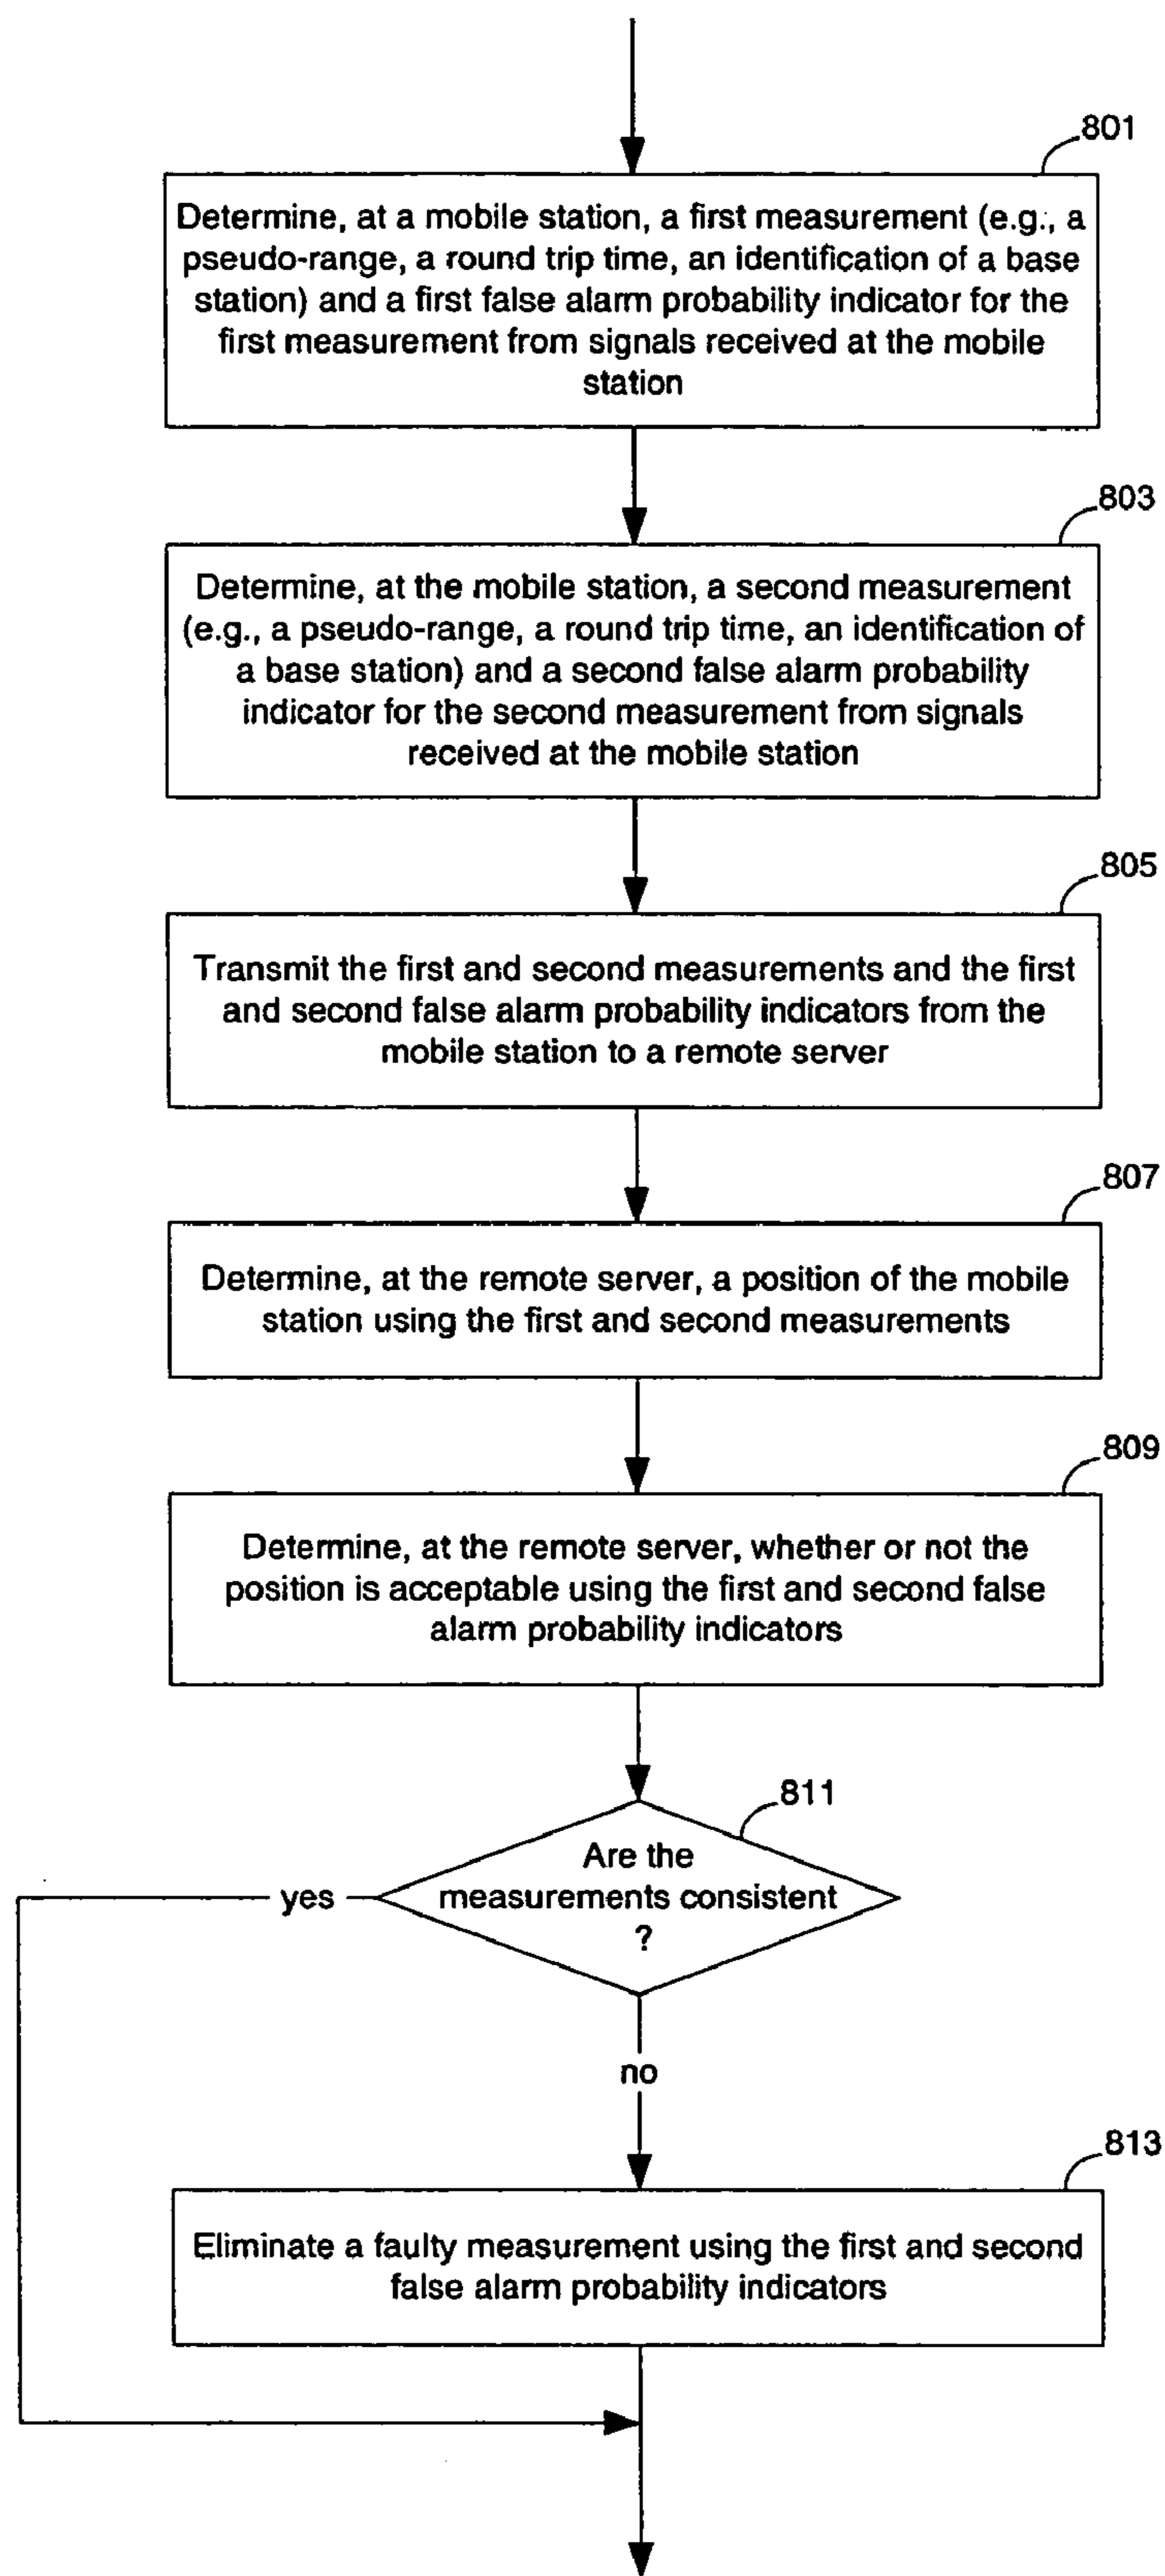 801
Determine, at a mobile station, a first measurement (e.g., a
pseudo-range, a round trip time, an identification of a base
station) and a first false alarm probability indicator for the
first measurement from signals received at the mobile
station
803
Determine, at the mobile station, a second measurement
(e.g., a pseudo-range, a round trip time, an identification of
a base station) and a second false alarm probability
indicator for the second measurement from signals
received at the mobile station
805
Transmit the first and second measurements and the first
and second false alarm probability indicators from the
mobile station to a remote server
807
Determine, at the remote server, a position of the mobile
station using the first and second measurements
809
Determine, at the remote server, whether or not the
position is acceptable using the first and second false
alarm probability indicators
811
Are the
yes
measurements consistent
?
no
813
Eliminate a faulty measurement using the first and second
false alarm probability indicators